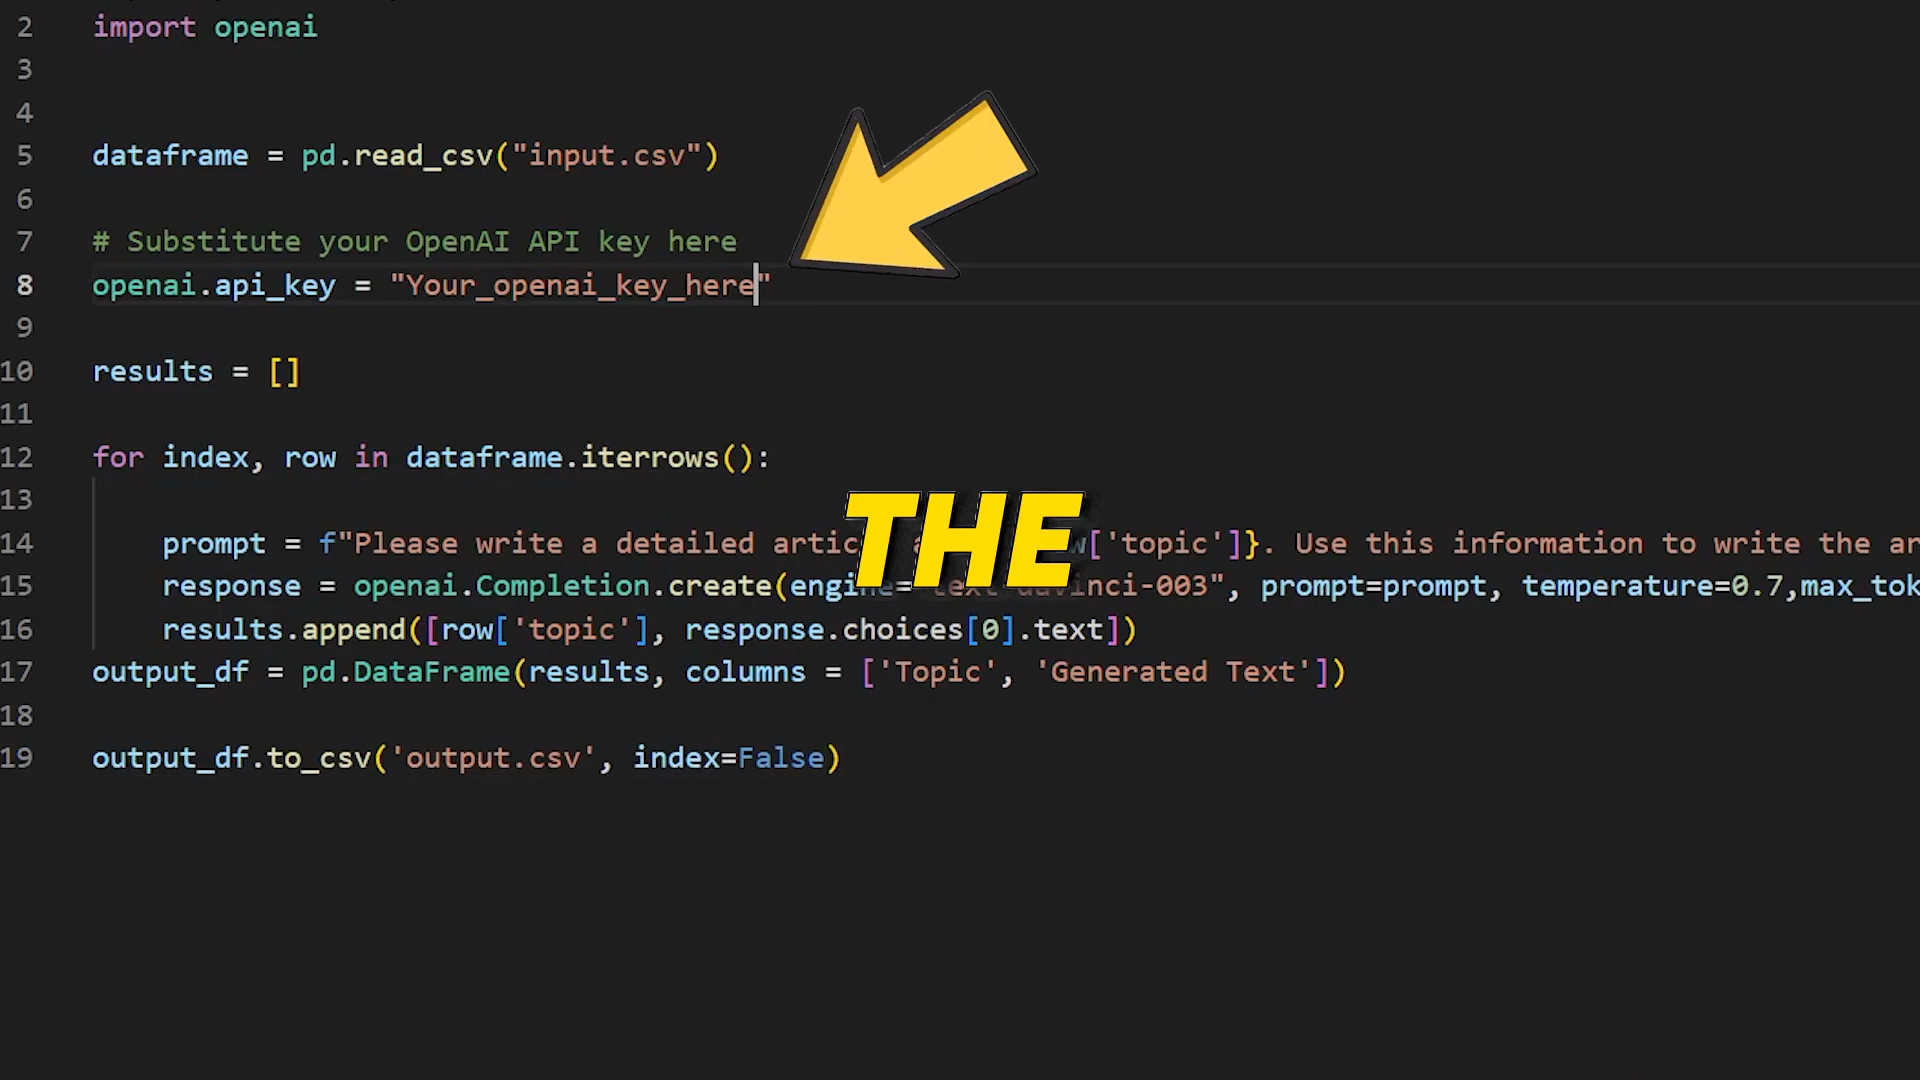 2 import openai
3
4
5 dataframe = pd.read_csv("input.csv")
6
7 # Substitute your OpenAI API key here
8 openai.api_key = "Your_openai_key_here"
9
10 results = []
11
12 for index, row in dataframe.iterrows():
13
THE
14 prompt = f"Please write a detailed artic ['topic']}. Use this information to write the ar
15 response = openai.Completion.create(engine= text-davinci-003", prompt=prompt, temperature=0.7,max_tok
16 results.append([row['topic'], response.choices[0].text])
17 output_df = pd.DataFrame(results, columns = ['Topic', 'Generated Text'])
18
19 output_df.to_csv('output.csv', index=False)